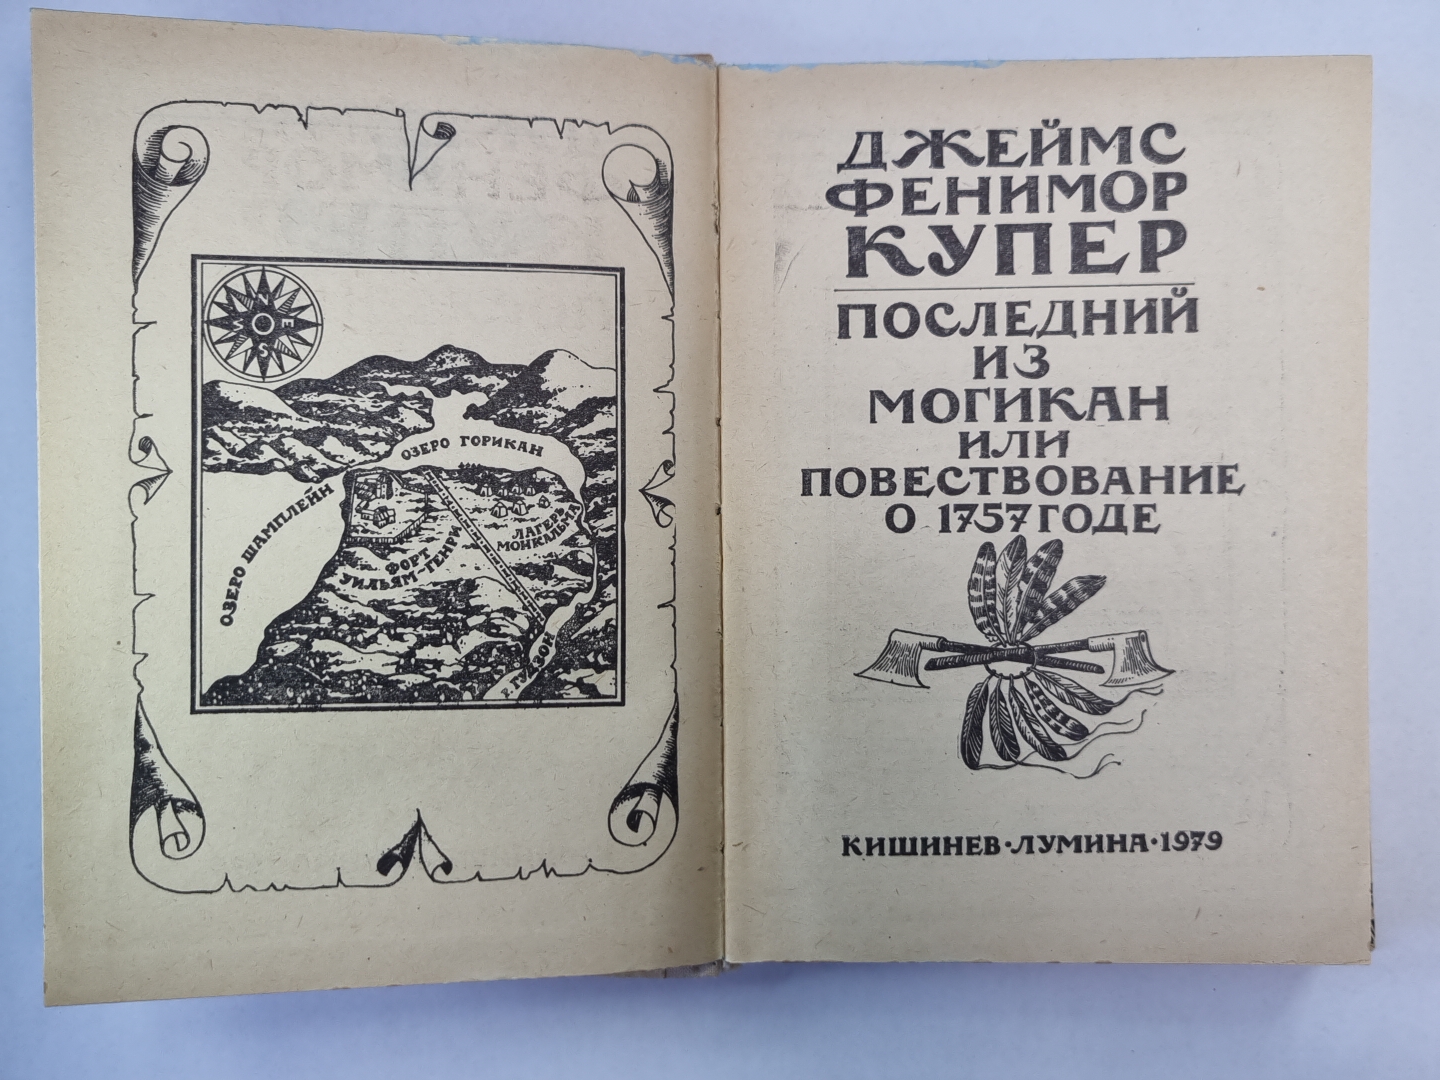 N
E
S
W
ОЗЕРО ГОРИКАН
ОЗЕРО ШАМПЛЕЙН
ФОРТ
УИЛЬЯМ-ГЕНРИ
ЛАГЕРЬ
МОНКАЛЬМА
Р. ГУДЗОН
ДЖЕЙМС
ФЕНИМОР
КУПЕР
ПОСЛЕДНИЙ
ИЗ
МОГИКАН
ИЛИ
ПОВЕСТВОВАНИЕ
О 1757 ГОДЕ
КИШИНЕВ·ЛУМИНА·1979